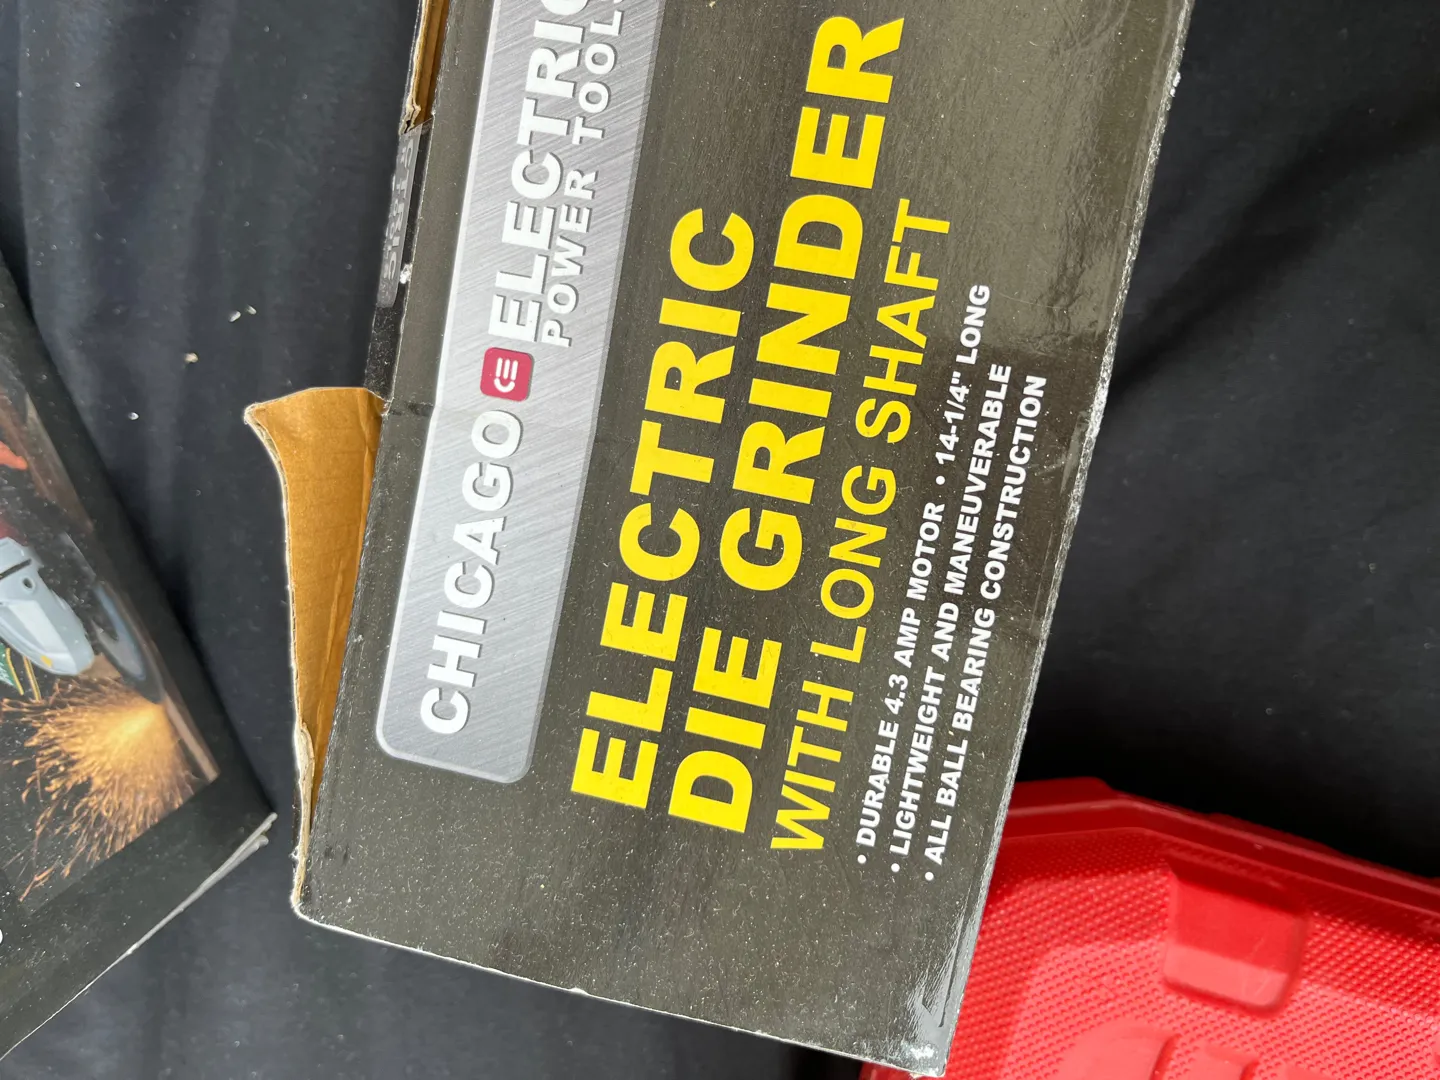 CHICAGO CE ELECTRIC
POWER TOOLS
ELECTRIC
DIE GRINDER
WITH LONG SHAFT
• DURABLE 4.3 AMP MOTOR • 14-1/4" LONG
• LIGHTWEIGHT AND MANEUVERABLE
• ALL BALL BEARING CONSTRUCTION